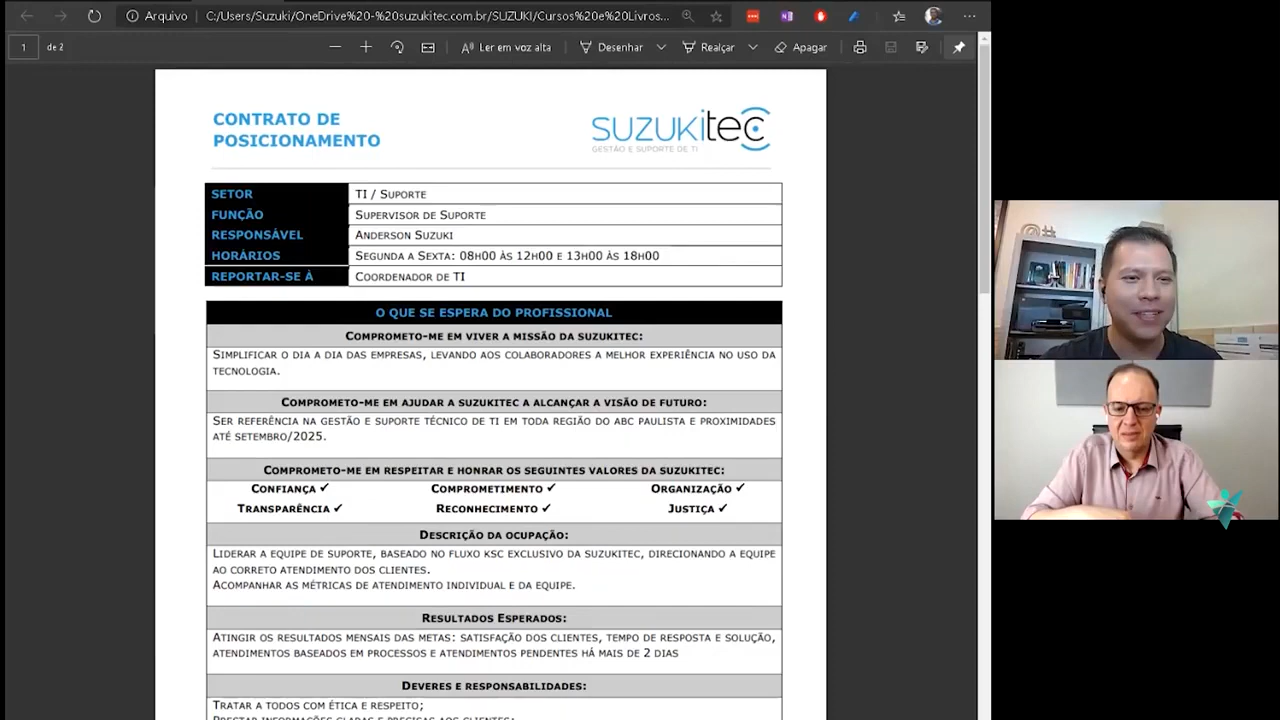 Arquivo
C:/Users/Suzuki/OneDrive%20-%20suzukitec.com.br/SUZUKI/Cursos%20e%20Livros...
1 de 2
Ler em voz alta
Desenhar
Realçar
Apagar
CONTRATO DE
POSICIONAMENTO
suzukitec
GESTÃO E SUPORTE DE TI
SETOR TI / SUPORTE
FUNÇÃO SUPERVISOR DE SUPORTE
RESPONSÁVEL ANDERSON SUZUKI
HORÁRIOS SEGUNDA A SEXTA: 08H00 ÀS 12H00 E 13H00 ÀS 18H00
REPORTAR-SE À COORDENADOR DE TI
O QUE SE ESPERA DO PROFISSIONAL
COMPROMETO-ME EM VIVER A MISSÃO DA SUZUKITEC:
SIMPLIFICAR O DIA A DIA DAS EMPRESAS, LEVANDO AOS COLABORADORES A MELHOR EXPERIÊNCIA NO USO DA
TECNOLOGIA.
COMPROMETO-ME EM AJUDAR A SUZUKITEC A ALCANÇAR A VISÃO DE FUTURO:
SER REFERÊNCIA NA GESTÃO E SUPORTE TÉCNICO DE TI EM TODA REGIÃO DO ABC PAULISTA E PROXIMIDADES
ATÉ SETEMBRO/2025.
COMPROMETO-ME EM RESPEITAR E HONRAR OS SEGUINTES VALORES DA SUZUKITEC:
CONFIANÇA ✓ COMPROMETIMENTO ✓ ORGANIZAÇÃO ✓
TRANSPARÊNCIA ✓ RECONHECIMENTO ✓ JUSTIÇA ✓
DESCRIÇÃO DA OCUPAÇÃO:
LIDERAR A EQUIPE DE SUPORTE, BASEADO NO FLUXO KSC EXCLUSIVO DA SUZUKITEC, DIRECIONANDO A EQUIPE
AO CORRETO ATENDIMENTO DOS CLIENTES.
ACOMPANHAR AS MÉTRICAS DE ATENDIMENTO INDIVIDUAL E DA EQUIPE.
RESULTADOS ESPERADOS:
ATINGIR OS RESULTADOS MENSAIS DAS METAS: SATISFAÇÃO DOS CLIENTES, TEMPO DE RESPOSTA E SOLUÇÃO,
ATENDIMENTOS BASEADOS EM PROCESSOS E ATENDIMENTOS PENDENTES HÁ MAIS DE 2 DIAS
DEVERES E RESPONSABILIDADES:
TRATAR A TODOS COM ÉTICA E RESPEITO;
PRESTAR INFORMAÇÕES CLARAS E PRECISAS AOS CLIENTES;
@#